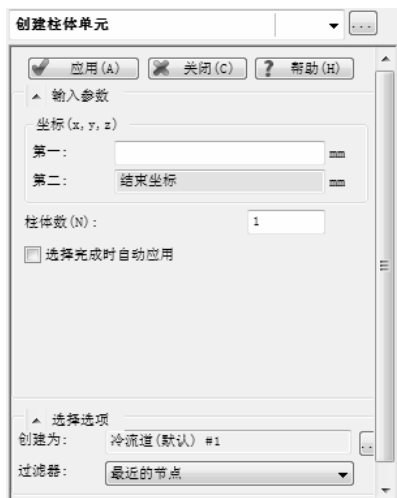 创建柱体单元
...
应用(A) 关闭(C) ? 帮助(H)
输入参数
坐标(x,y,z)
第一: mm
第二: 结束坐标 mm
柱体数(N): 1
选择完成时自动应用
选择选项
创建为: 冷流道(默认) #1 ..
过滤器: 最近的节点